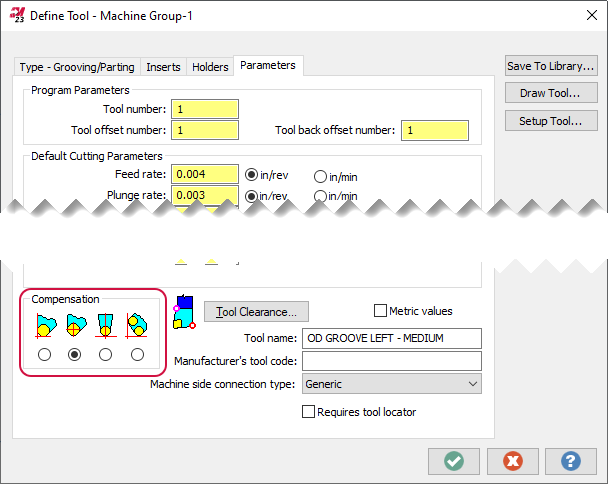 23 Define Tool - Machine Group-1
Type - Grooving/Parting Inserts Holders Parameters
Save To Library...
Draw Tool...
Setup Tool...
Program Parameters
Tool number: 1
Tool offset number: 1 Tool back offset number: 1
Default Cutting Parameters
Feed rate: 0.004 in/rev in/min
Plunge rate: 0.003 in/rev in/min
Compensation
Tool Clearance... Metric values
Tool name: OD GROOVE LEFT - MEDIUM
Manufacturer's tool code:
Machine side connection type: Generic
Requires tool locator
?